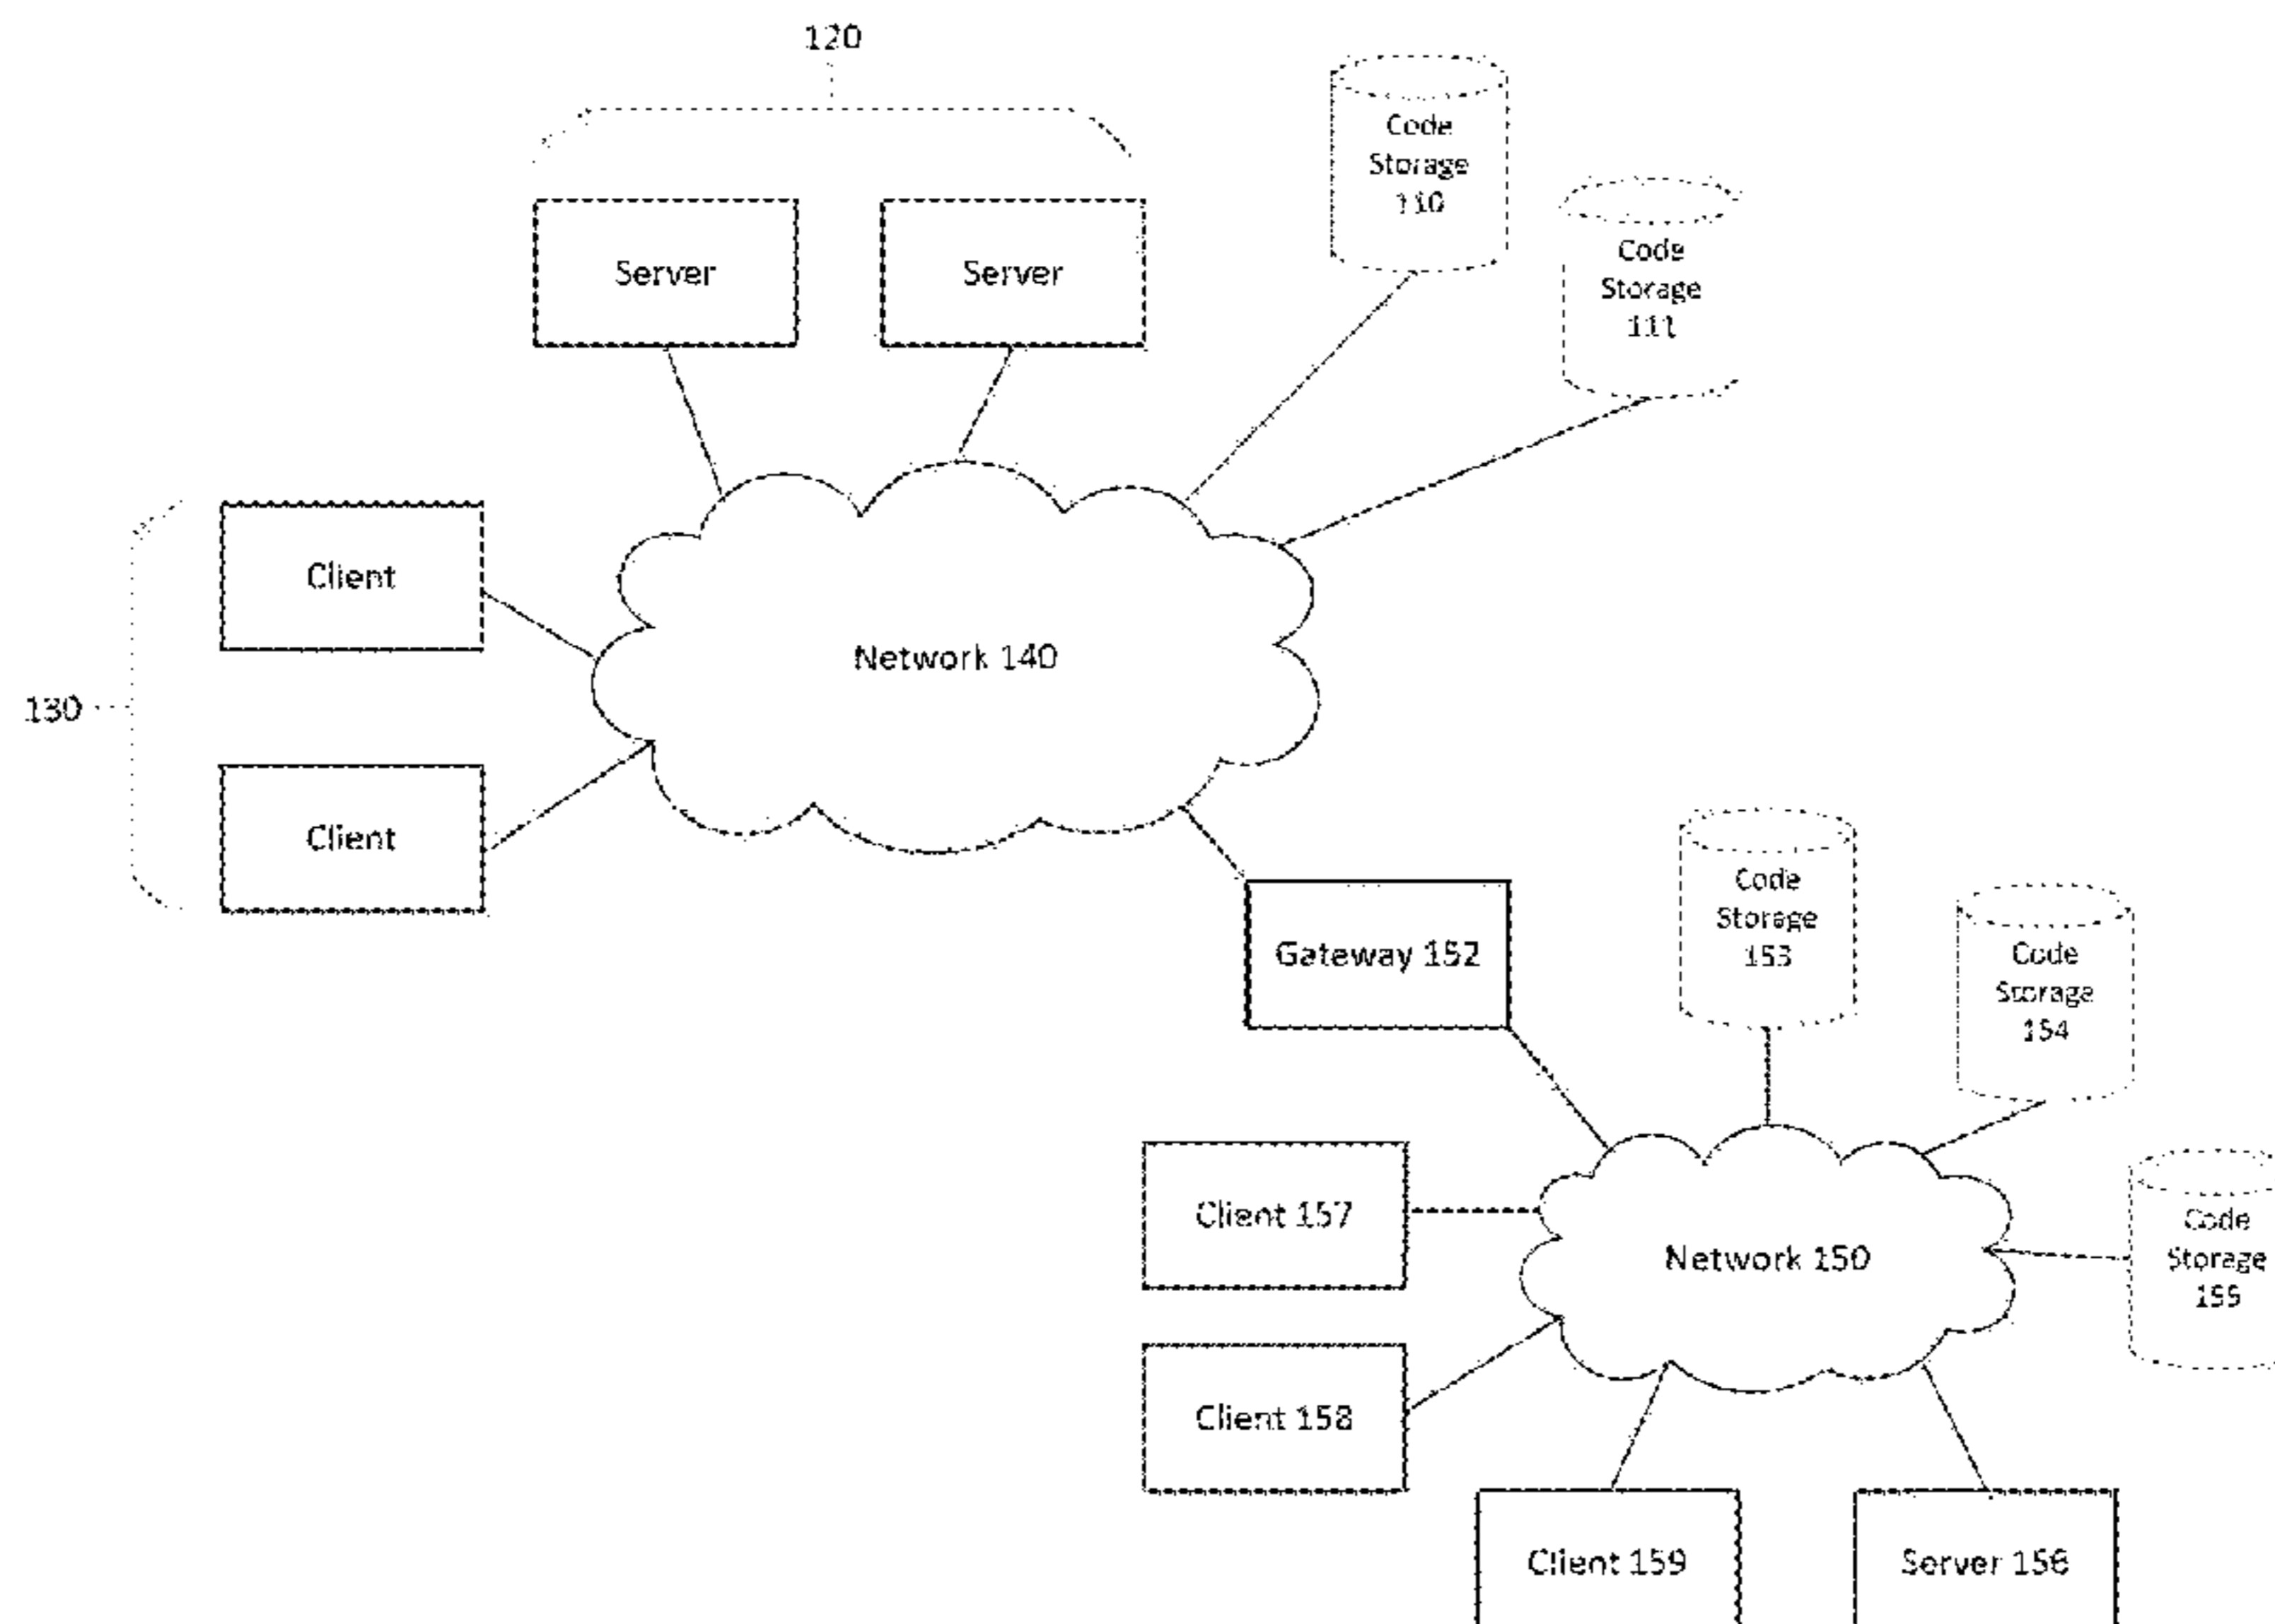 120
Code
Storage
110
Code
Storage
111
Server
Server
Client
Network 140
130
Client
Code
Storage
153
Gateway 152
Code
Storage
154
Client 157
Network 150
Code
Storage
155
Client 158
Client 159
Server 156